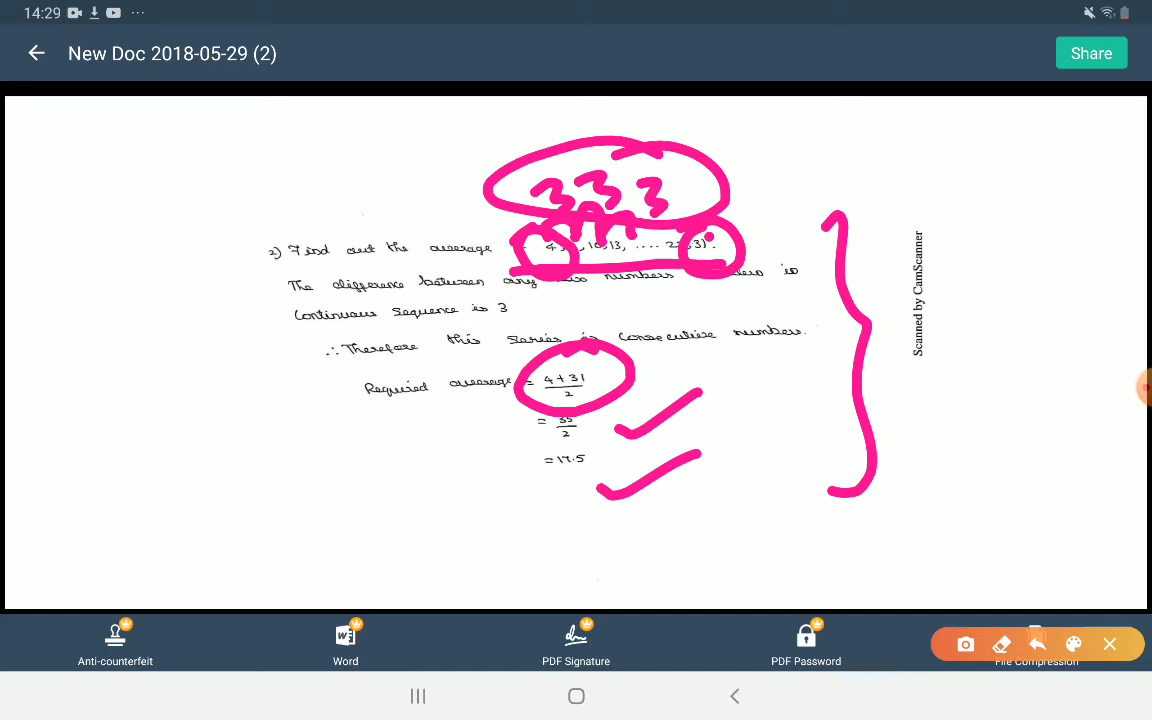 14:29
New Doc 2018-05-29 (2)
Share
3 3 3
2) Find out the average 4, , 10, 13, .... 2 , 31.
The difference between any two numbers is
Continuous sequence is 3
∴ Therefore this series is consecutive numbers.
Required average = 4+31/2
= 35/2
= 17.5
Scanned by CamScanner
Anti-counterfeit
Word
PDF Signature
PDF Password
File Compression